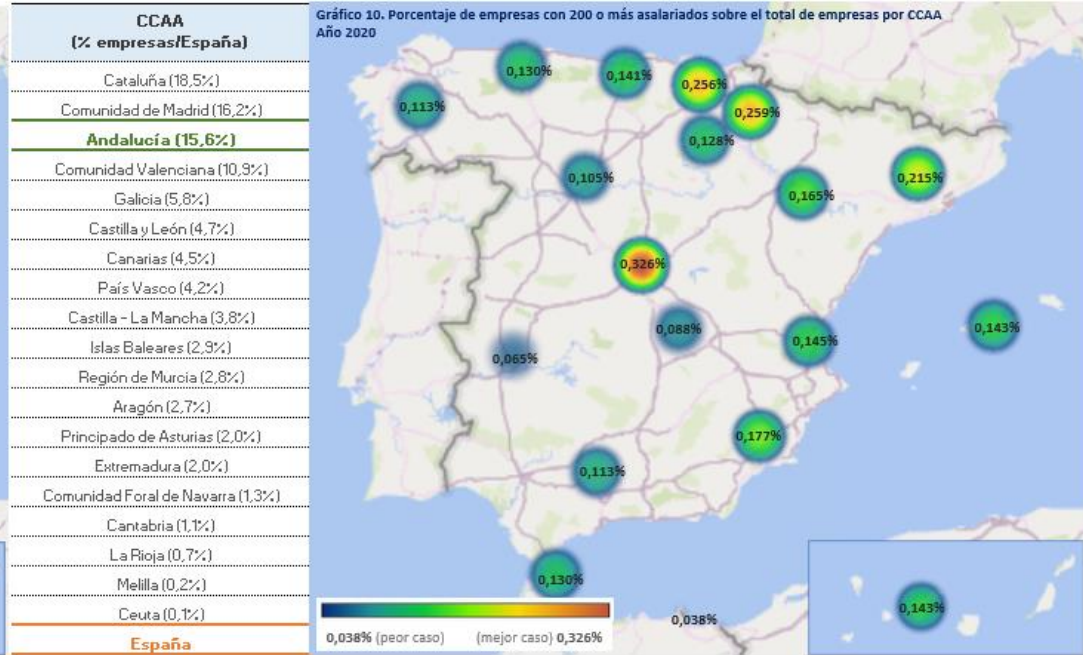 CCAA
(% empresas/España)
Cataluña (18,5%)
Comunidad de Madrid (16,2%)
Andalucía (15,6%)
Comunidad Valenciana (10,9%)
Galicia (5,8%)
Castilla y León (4,7%)
Canarias (4,5%)
País Vasco (4,2%)
Castilla - La Mancha (3,8%)
Islas Baleares (2,9%)
Región de Murcia (2,8%)
Aragón (2,7%)
Principado de Asturias (2,0%)
Extremadura (2,0%)
Comunidad Foral de Navarra (1,3%)
Cantabria (1,1%)
La Rioja (0,7%)
Melilla (0,2%)
Ceuta (0,1%)
España
Gráfico 10. Porcentaje de empresas con 200 o más asalariados sobre el total de empresas por CCAA
Año 2020
0,130%
0,141%
0,256%
0,113%
0,259%
0,128%
0,105%
0,165%
0,215%
0,326%
0,088%
0,143%
0,065%
0,145%
0,177%
0,113%
0,130%
0,143%
0,038%
0,038% (peor caso) (mejor caso) 0,326%